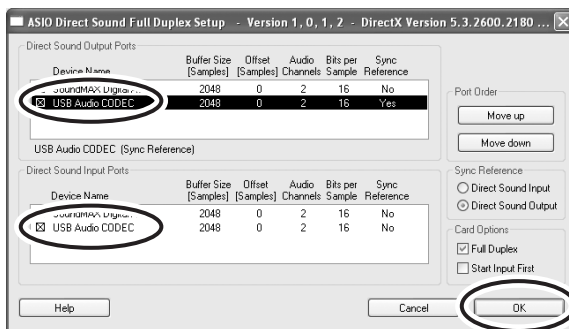 ASIO Direct Sound Full Duplex Setup - Version 1, 0, 1, 2 - DirectX Version 5.3.2600.2180 ...
Direct Sound Output Ports
Device Name Buffer Size [Samples] Offset [Samples] Audio Channels Bits per Sample Sync Reference
SoundMAX Digital... 2048 0 2 16 No
USB Audio CODEC 2048 0 2 16 Yes
USB Audio CODEC (Sync Reference)
Direct Sound Input Ports
Device Name Buffer Size [Samples] Offset [Samples] Audio Channels Bits per Sample Sync Reference
SoundMAX Digital... 2048 0 2 16 No
USB Audio CODEC 2048 0 2 16 No
Port Order
Move up
Move down
Sync Reference
Direct Sound Input
Direct Sound Output
Card Options
Full Duplex
Start Input First
Help
Cancel
OK